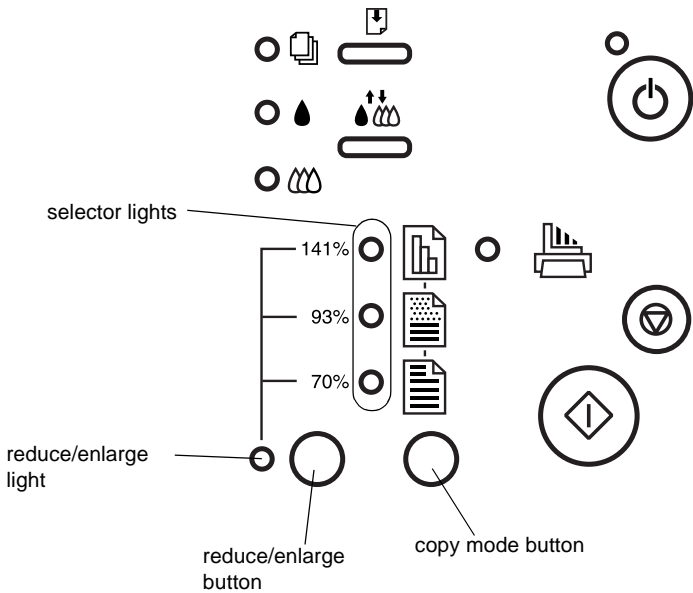 selector lights
141%
93%
70%
reduce/enlarge
light
reduce/enlarge
button
copy mode button